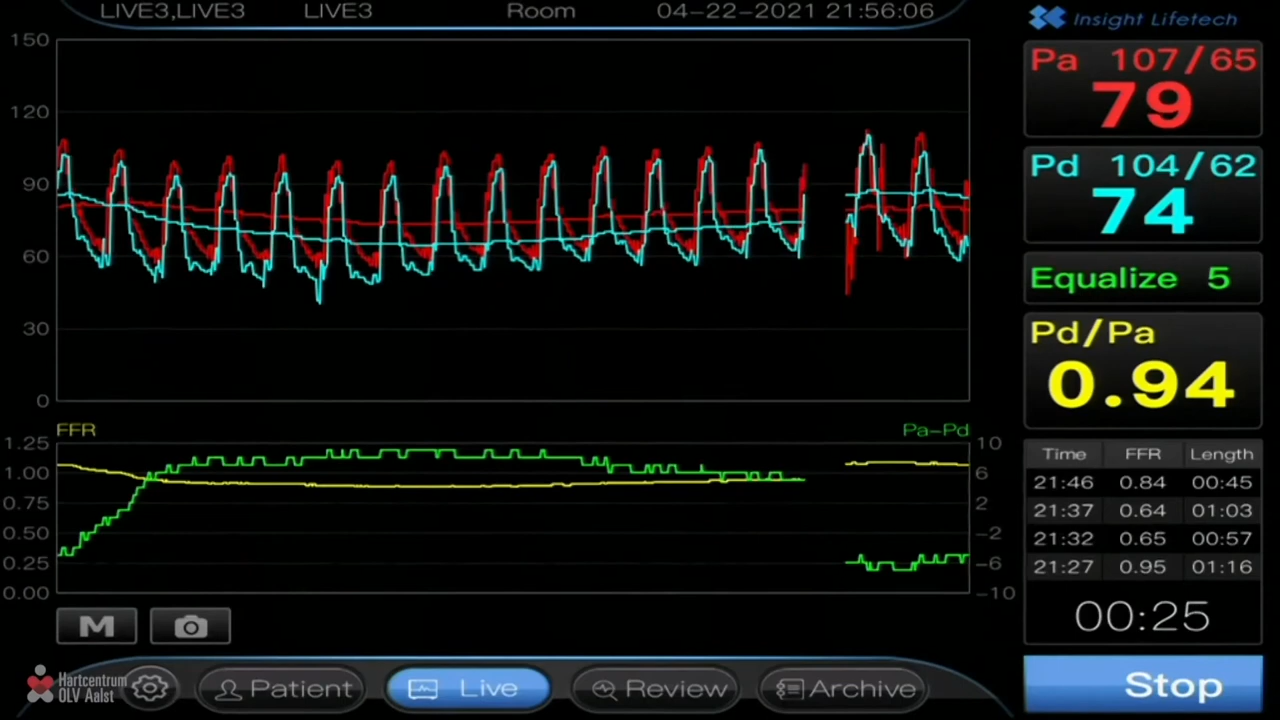 LIVE3,LIVE3 LIVE3 Room 04-22-2021 21:56:06
Insight Lifetech
150
120
90
60
30
0
Pa 107/65
79
Pd 104/62
74
Equalize 5
Pd/Pa
0.94
FFR Pa-Pd
1.25 10
1.00 6
0.75 2
0.50 -2
0.25 -6
0.00 -10
Time FFR Length
21:46 0.84 00:45
21:37 0.64 01:03
21:32 0.65 00:57
21:27 0.95 01:16
00:25
M
Hartcentrum
OLV Aalst
Patient Live Review Archive
Stop